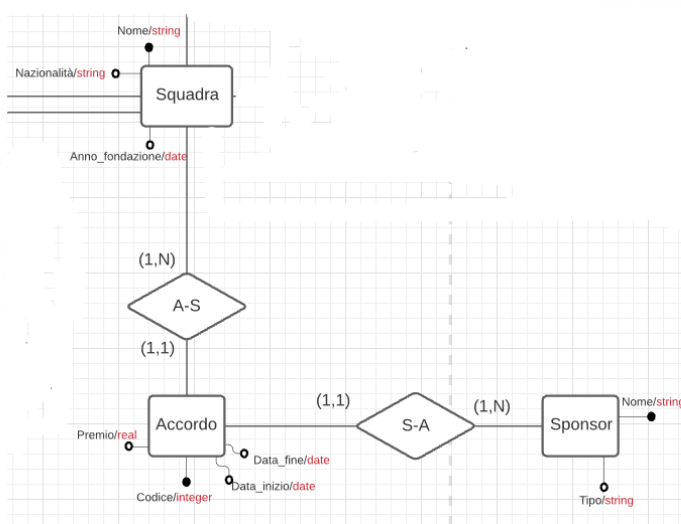 Nome/string
Nazionalità/string
Squadra
Anno_fondazione/date
(1,N)
A-S
(1,1)
(1,1)
(1,N)
Nome/string
Accordo
S-A
Sponsor
Premio/real
Data_fine/date
Data_inizio/date
Codice/integer
Tipo/string